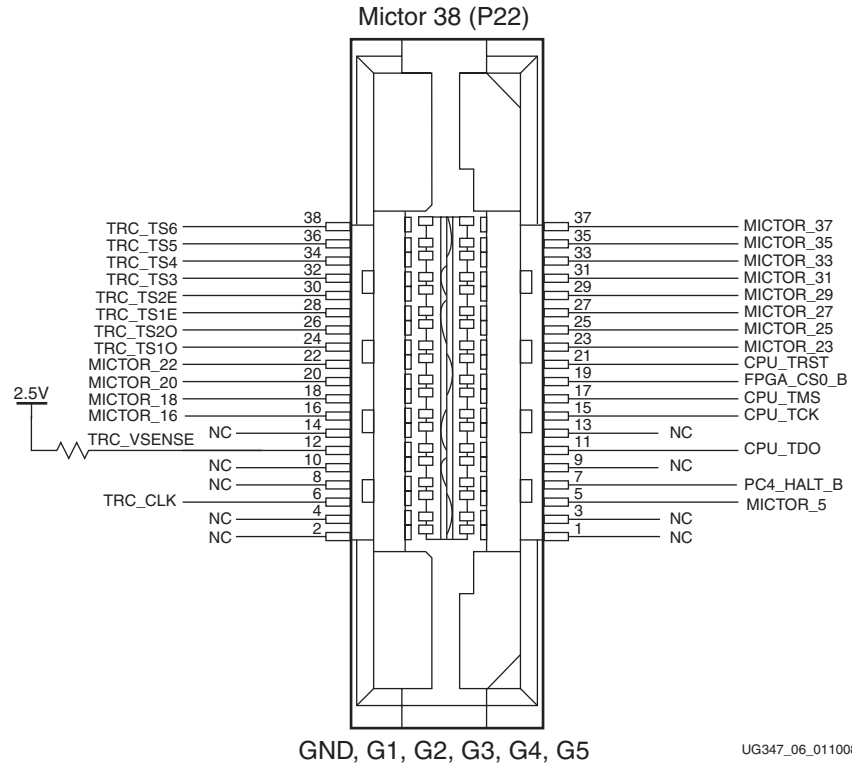 Mictor 38 (P22)
TRC_TS6 38 37 MICTOR_37
TRC_TS5 36 35 MICTOR_35
TRC_TS4 34 33 MICTOR_33
TRC_TS3 32 31 MICTOR_31
TRC_TS2E 30 29 MICTOR_29
TRC_TS1E 28 27 MICTOR_27
TRC_TS2O 26 25 MICTOR_25
TRC_TS1O 24 23 MICTOR_23
MICTOR_22 22 21 CPU_TRST
MICTOR_20 20 19 FPGA_CS0_B
2.5V MICTOR_18 18 17 CPU_TMS
MICTOR_16 16 15 CPU_TCK
NC 14 13 NC
TRC_VSENSE 12 11 CPU_TDO
NC 10 9 NC
NC 8 7 PC4_HALT_B
TRC_CLK 6 5 MICTOR_5
NC 4 3 NC
NC 2 1 NC
GND, G1, G2, G3, G4, G5
UG347_06_011008